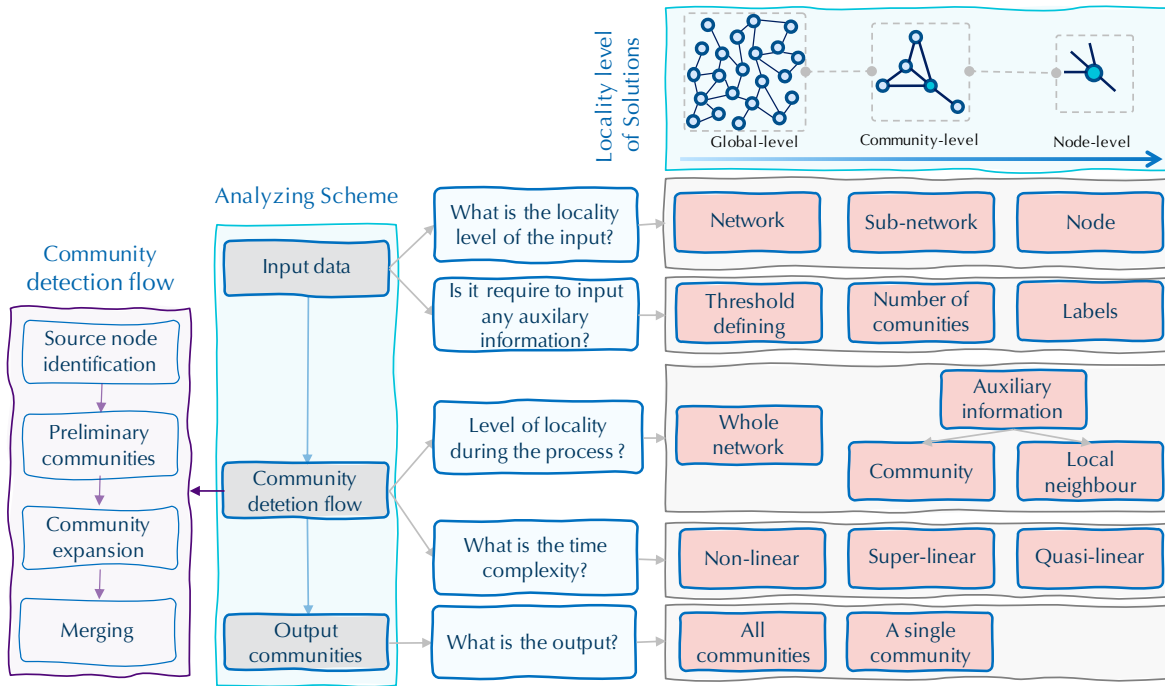 Locality level
of Solutions
Global-level
Community-level
Node-level
Analyzing Scheme
Input data
Community
detetion flow
Output
communities
Community
detection flow
Source node
identification
Preliminary
communities
Community
expansion
Merging
What is the locality
level of the input?
Network
Sub-network
Node
Is it require to input
any auxilary
information?
Threshold
defining
Number of
comunities
Labels
Level of locality
during the process ?
Whole
network
Auxiliary
information
Community
Local
neighbour
What is the time
complexity?
Non-linear
Super-linear
Quasi-linear
What is the output?
All
communities
A single
community